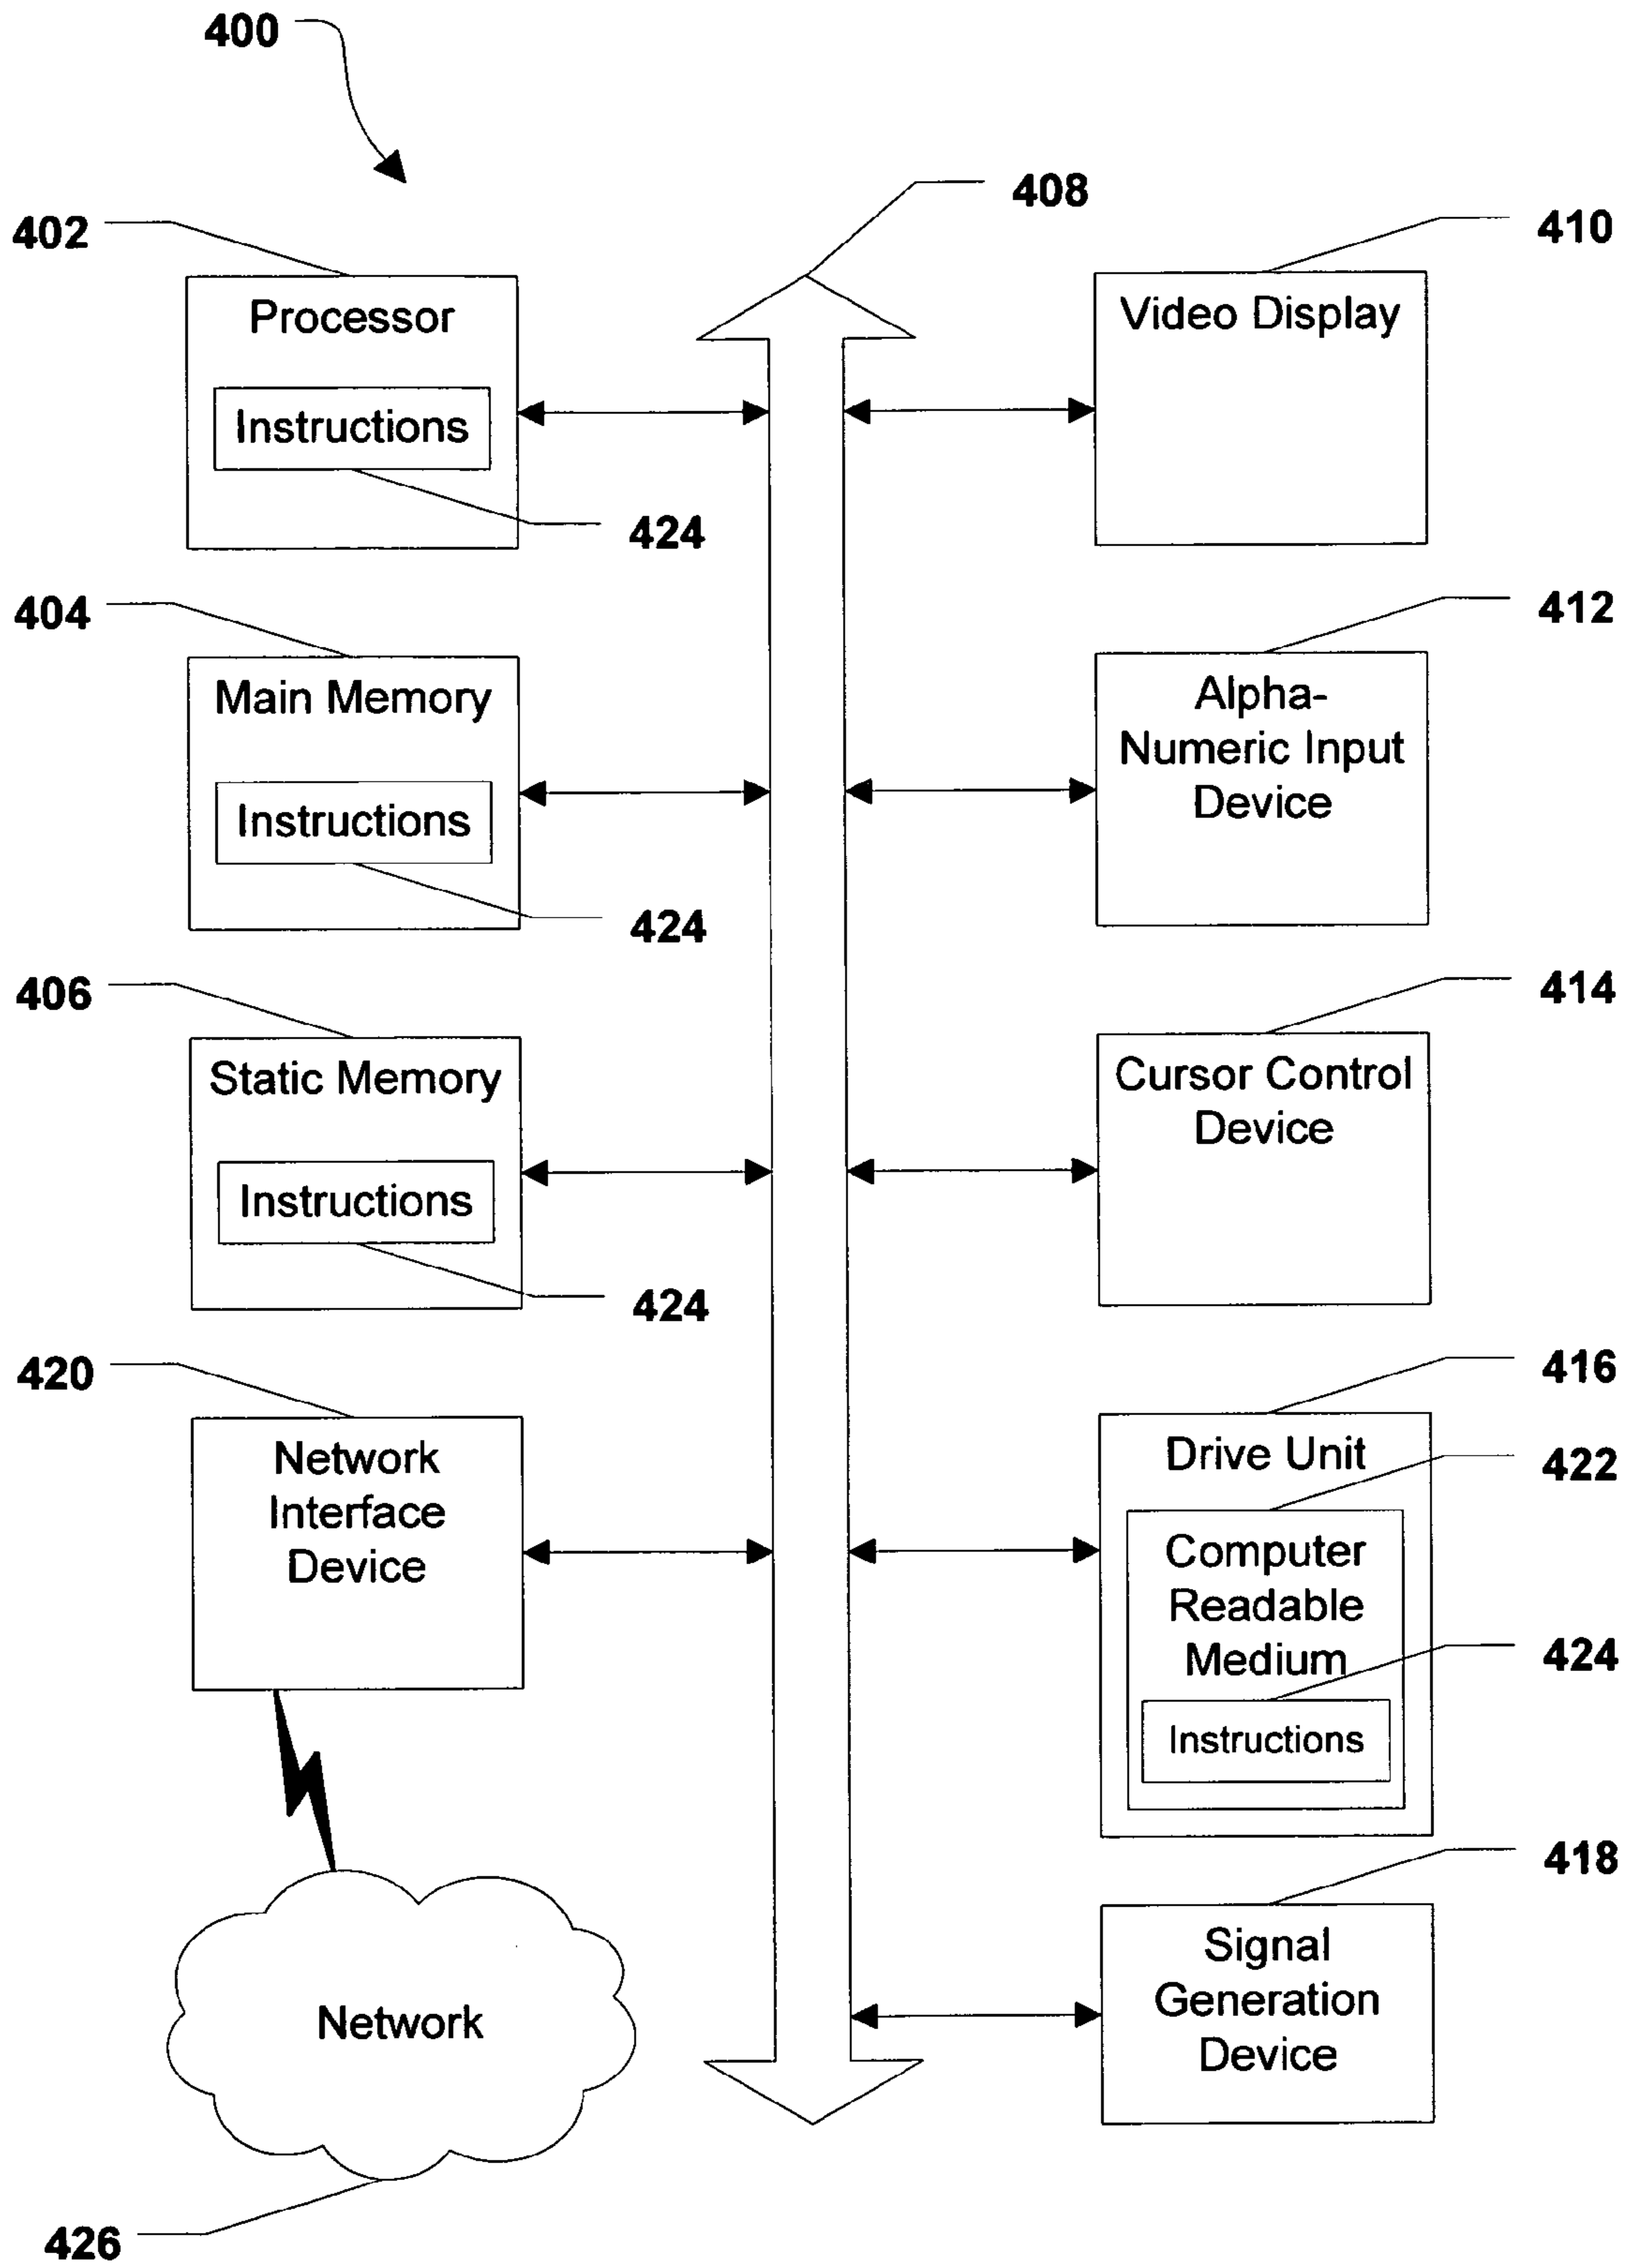 400
408
402
410
Processor
Instructions
424
Video Display
404
412
Main Memory
Instructions
424
Alpha-
Numeric Input
Device
406
414
Static Memory
Instructions
424
Cursor Control
Device
420
416
Network
Interface
Device
Drive Unit
422
Computer
Readable
Medium
424
Instructions
418
Signal
Generation
Device
Network
426